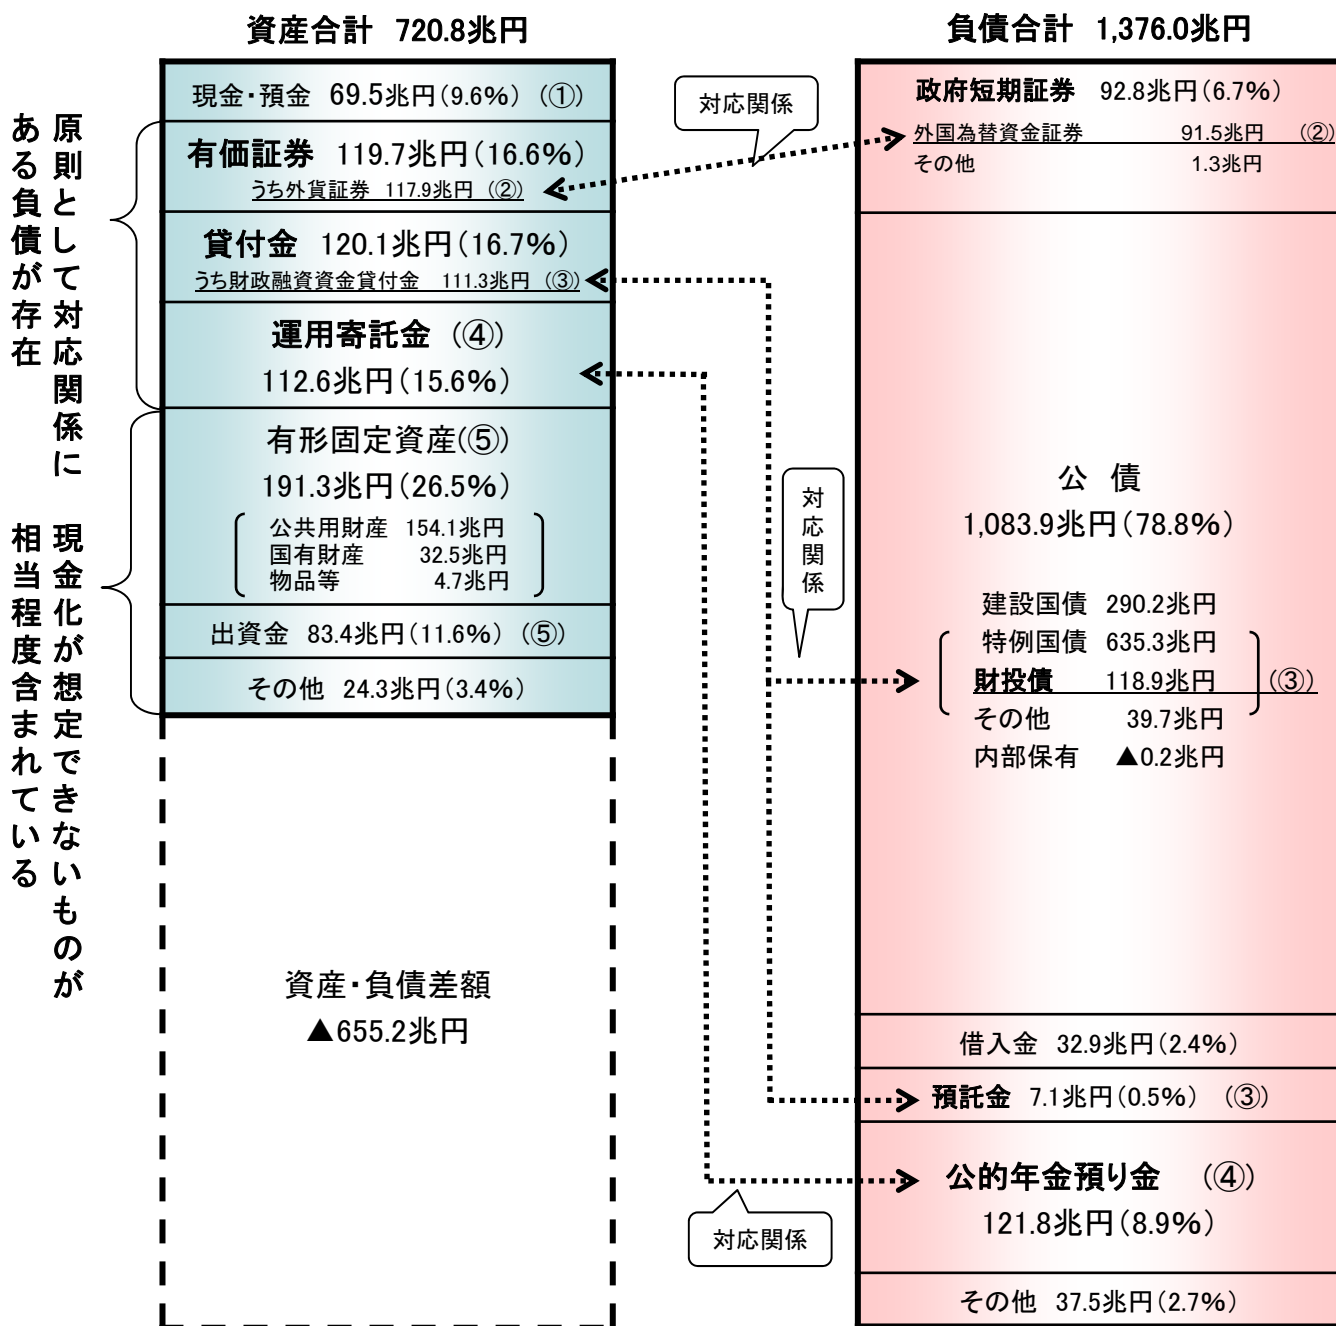 資産合計 720.8兆円
現金・預金 69.5兆円(9.6%) (①)
有価証券 119.7兆円(16.6%)
うち外貨証券 117.9兆円 (②)
貸付金 120.1兆円(16.7%)
うち財政融資資金貸付金 111.3兆円 (③)
運用寄託金 (④)
112.6兆円(15.6%)
有形固定資産(⑤)
191.3兆円(26.5%)
公共用財産 154.1兆円
国有財産 32.5兆円
物品等 4.7兆円
出資金 83.4兆円(11.6%) (⑤)
その他 24.3兆円(3.4%)
資産・負債差額
▲655.2兆円
原則として対応関係に
ある負債が存在
現金化が想定できないものが
相当程度含まれている
対応関係
対応関係
対応関係
負債合計 1,376.0兆円
政府短期証券 92.8兆円(6.7%)
外国為替資金証券 91.5兆円 (②)
その他 1.3兆円
公 債
1,083.9兆円(78.8%)
建設国債 290.2兆円
特例国債 635.3兆円
財投債 118.9兆円 (③)
その他 39.7兆円
内部保有 ▲0.2兆円
借入金 32.9兆円(2.4%)
預託金 7.1兆円(0.5%) (③)
公的年金預り金 (④)
121.8兆円(8.9%)
その他 37.5兆円(2.7%)